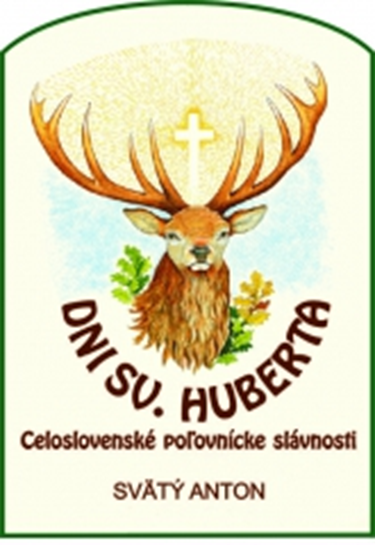 DNI SV. HUBERTA
Celoslovenské poľovnícke slávnosti
SVÄTÝ ANTON